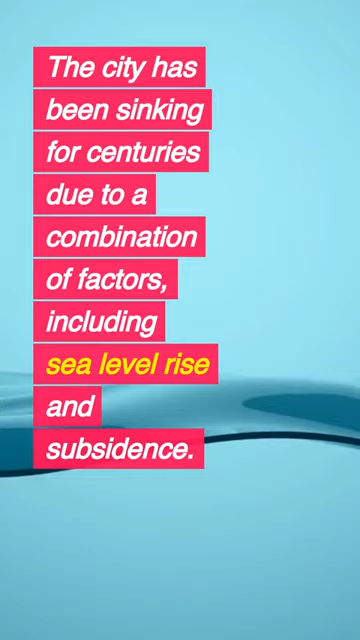 The city has
been sinking
for centuries
due to a
combination
of factors,
including
sea level rise
and
subsidence.